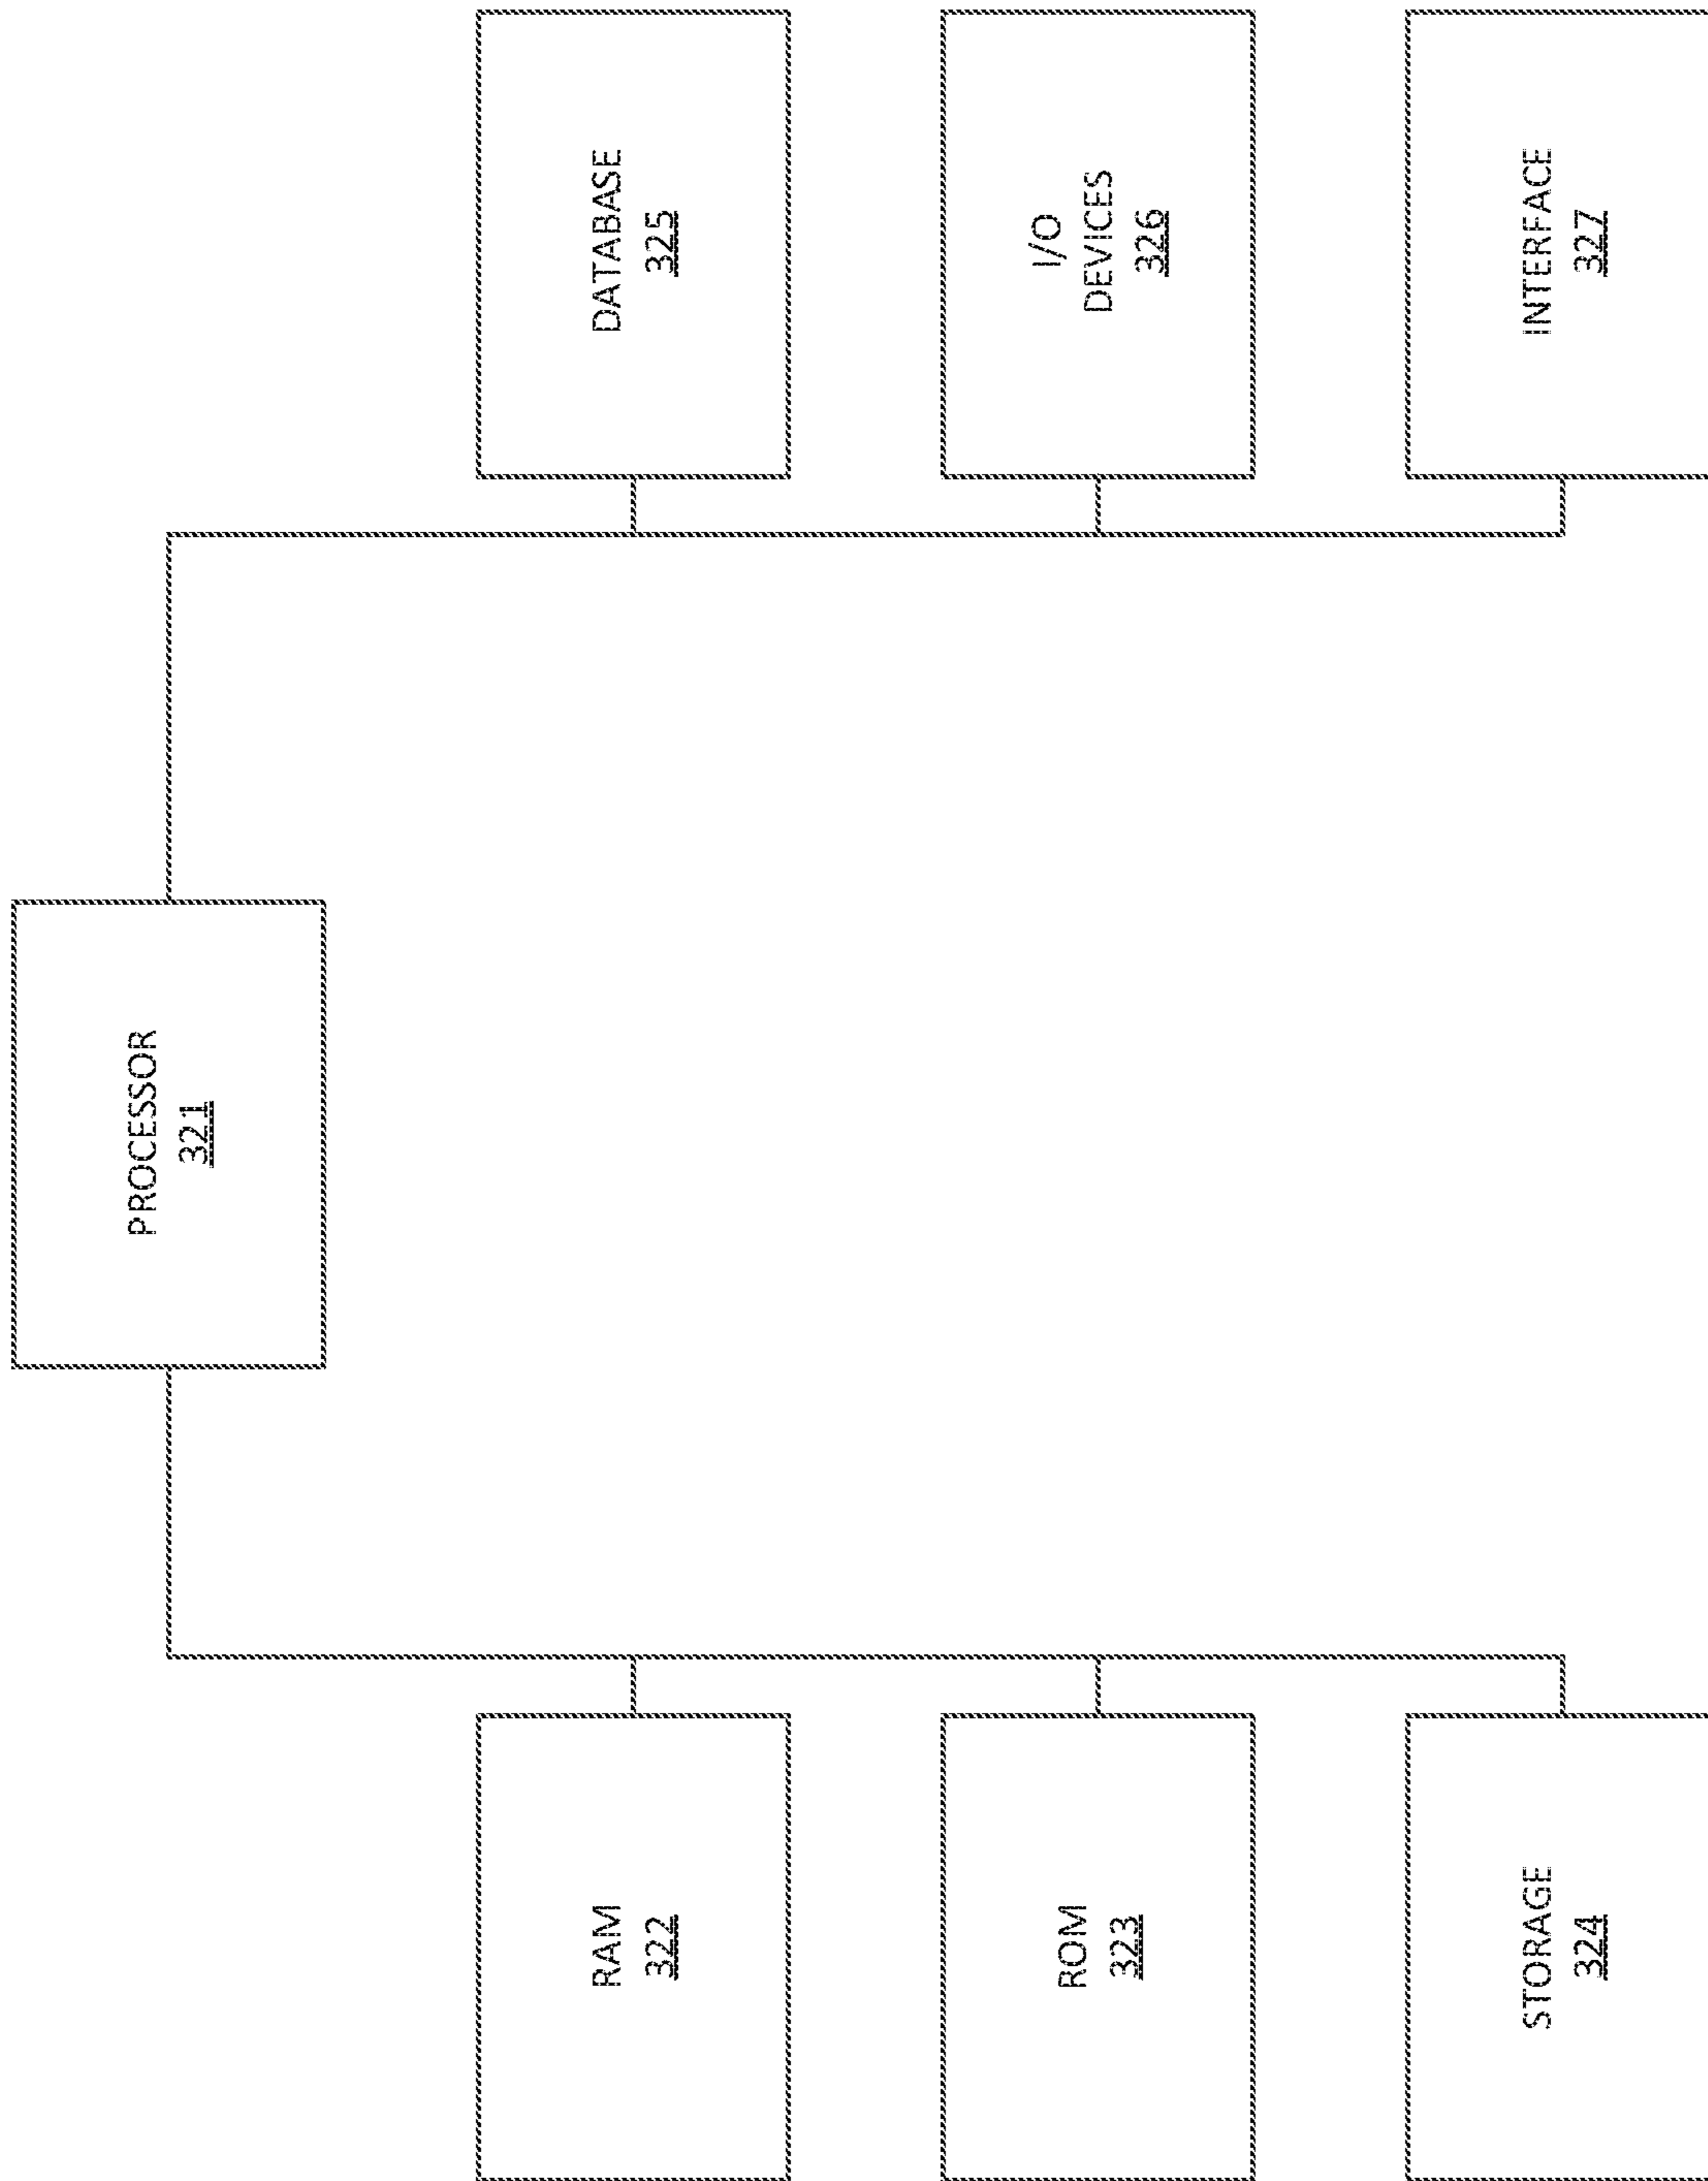 PROCESSOR
321
RAM
322
ROM
323
STORAGE
324
DATABASE
325
I/O
DEVICES
326
INTERFACE
327